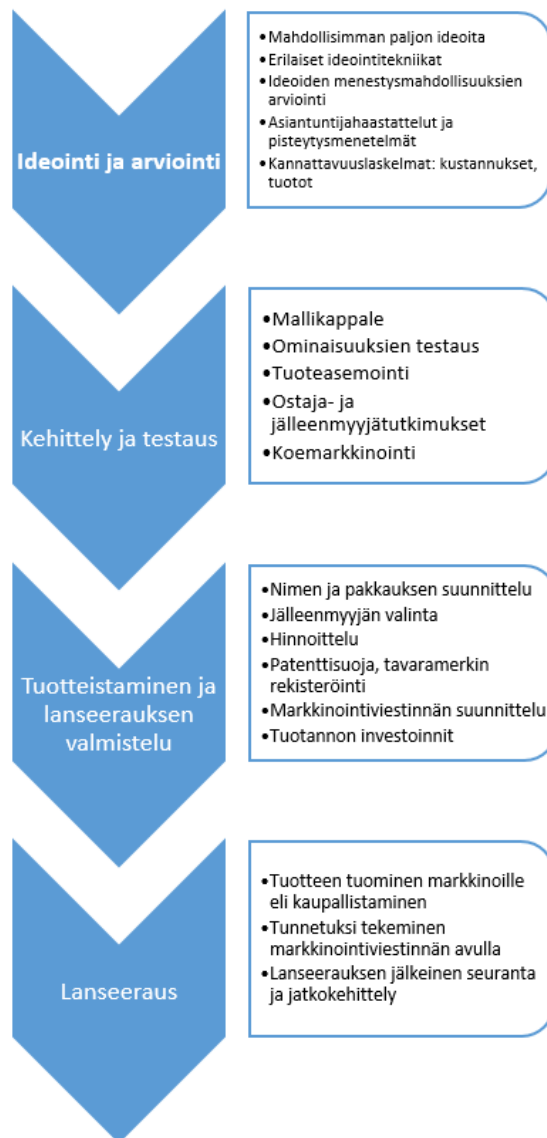 Ideointi ja arviointi
•Mahdollisimman paljon ideoita
•Erilaiset ideointitekniikat
•Ideoiden menestysmahdollisuuksien
arviointi
•Asiantuntijahaastattelut ja
pisteytysmenetelmät
•Kannattavuuslaskelmat: kustannukset,
tuotot
Kehittely ja testaus
•Mallikappale
•Ominaisuuksien testaus
•Tuoteasemointi
•Ostaja- ja
jälleenmyyjätutkimukset
•Koemarkkinointi
Tuotteistaminen ja
lanseerauksen
valmistelu
•Nimen ja pakkauksen suunnittelu
•Jälleenmyyjän valinta
•Hinnoittelu
•Patenttisuoja, tavaramerkin
rekisteröinti
•Markkinointiviestinnän suunnittelu
•Tuotannon investoinnit
Lanseeraus
•Tuotteen tuominen markkinoille
eli kaupallistaminen
•Tunnetuksi tekeminen
markkinointiviestinnän avulla
•Lanseerauksen jälkeinen seuranta
ja jatkokehittely